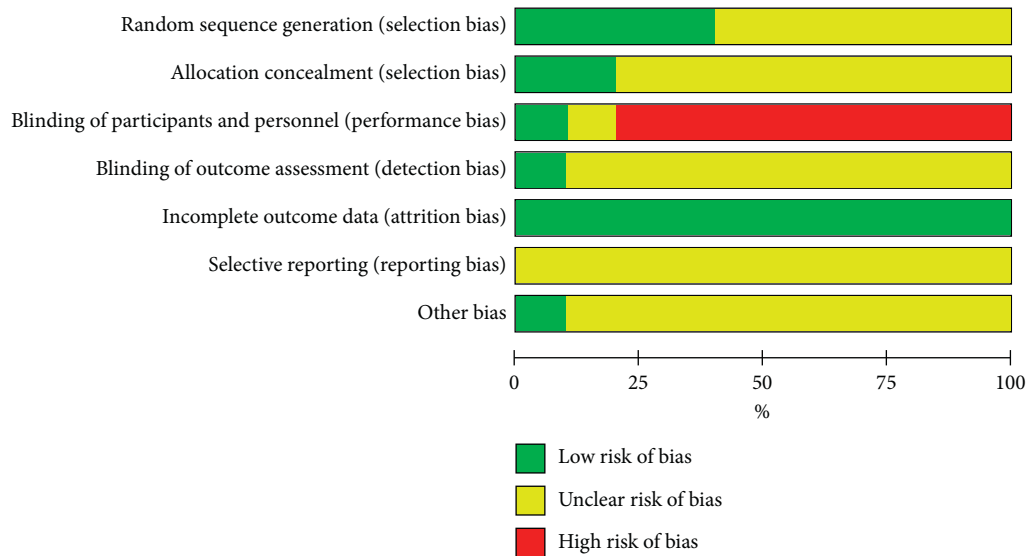 Random sequence generation (selection bias)
Allocation concealment (selection bias)
Blinding of participants and personnel (performance bias)
Blinding of outcome assessment (detection bias)
Incomplete outcome data (attrition bias)
Selective reporting (reporting bias)
Other bias
0 25 50 75 100
%
Low risk of bias
Unclear risk of bias
High risk of bias